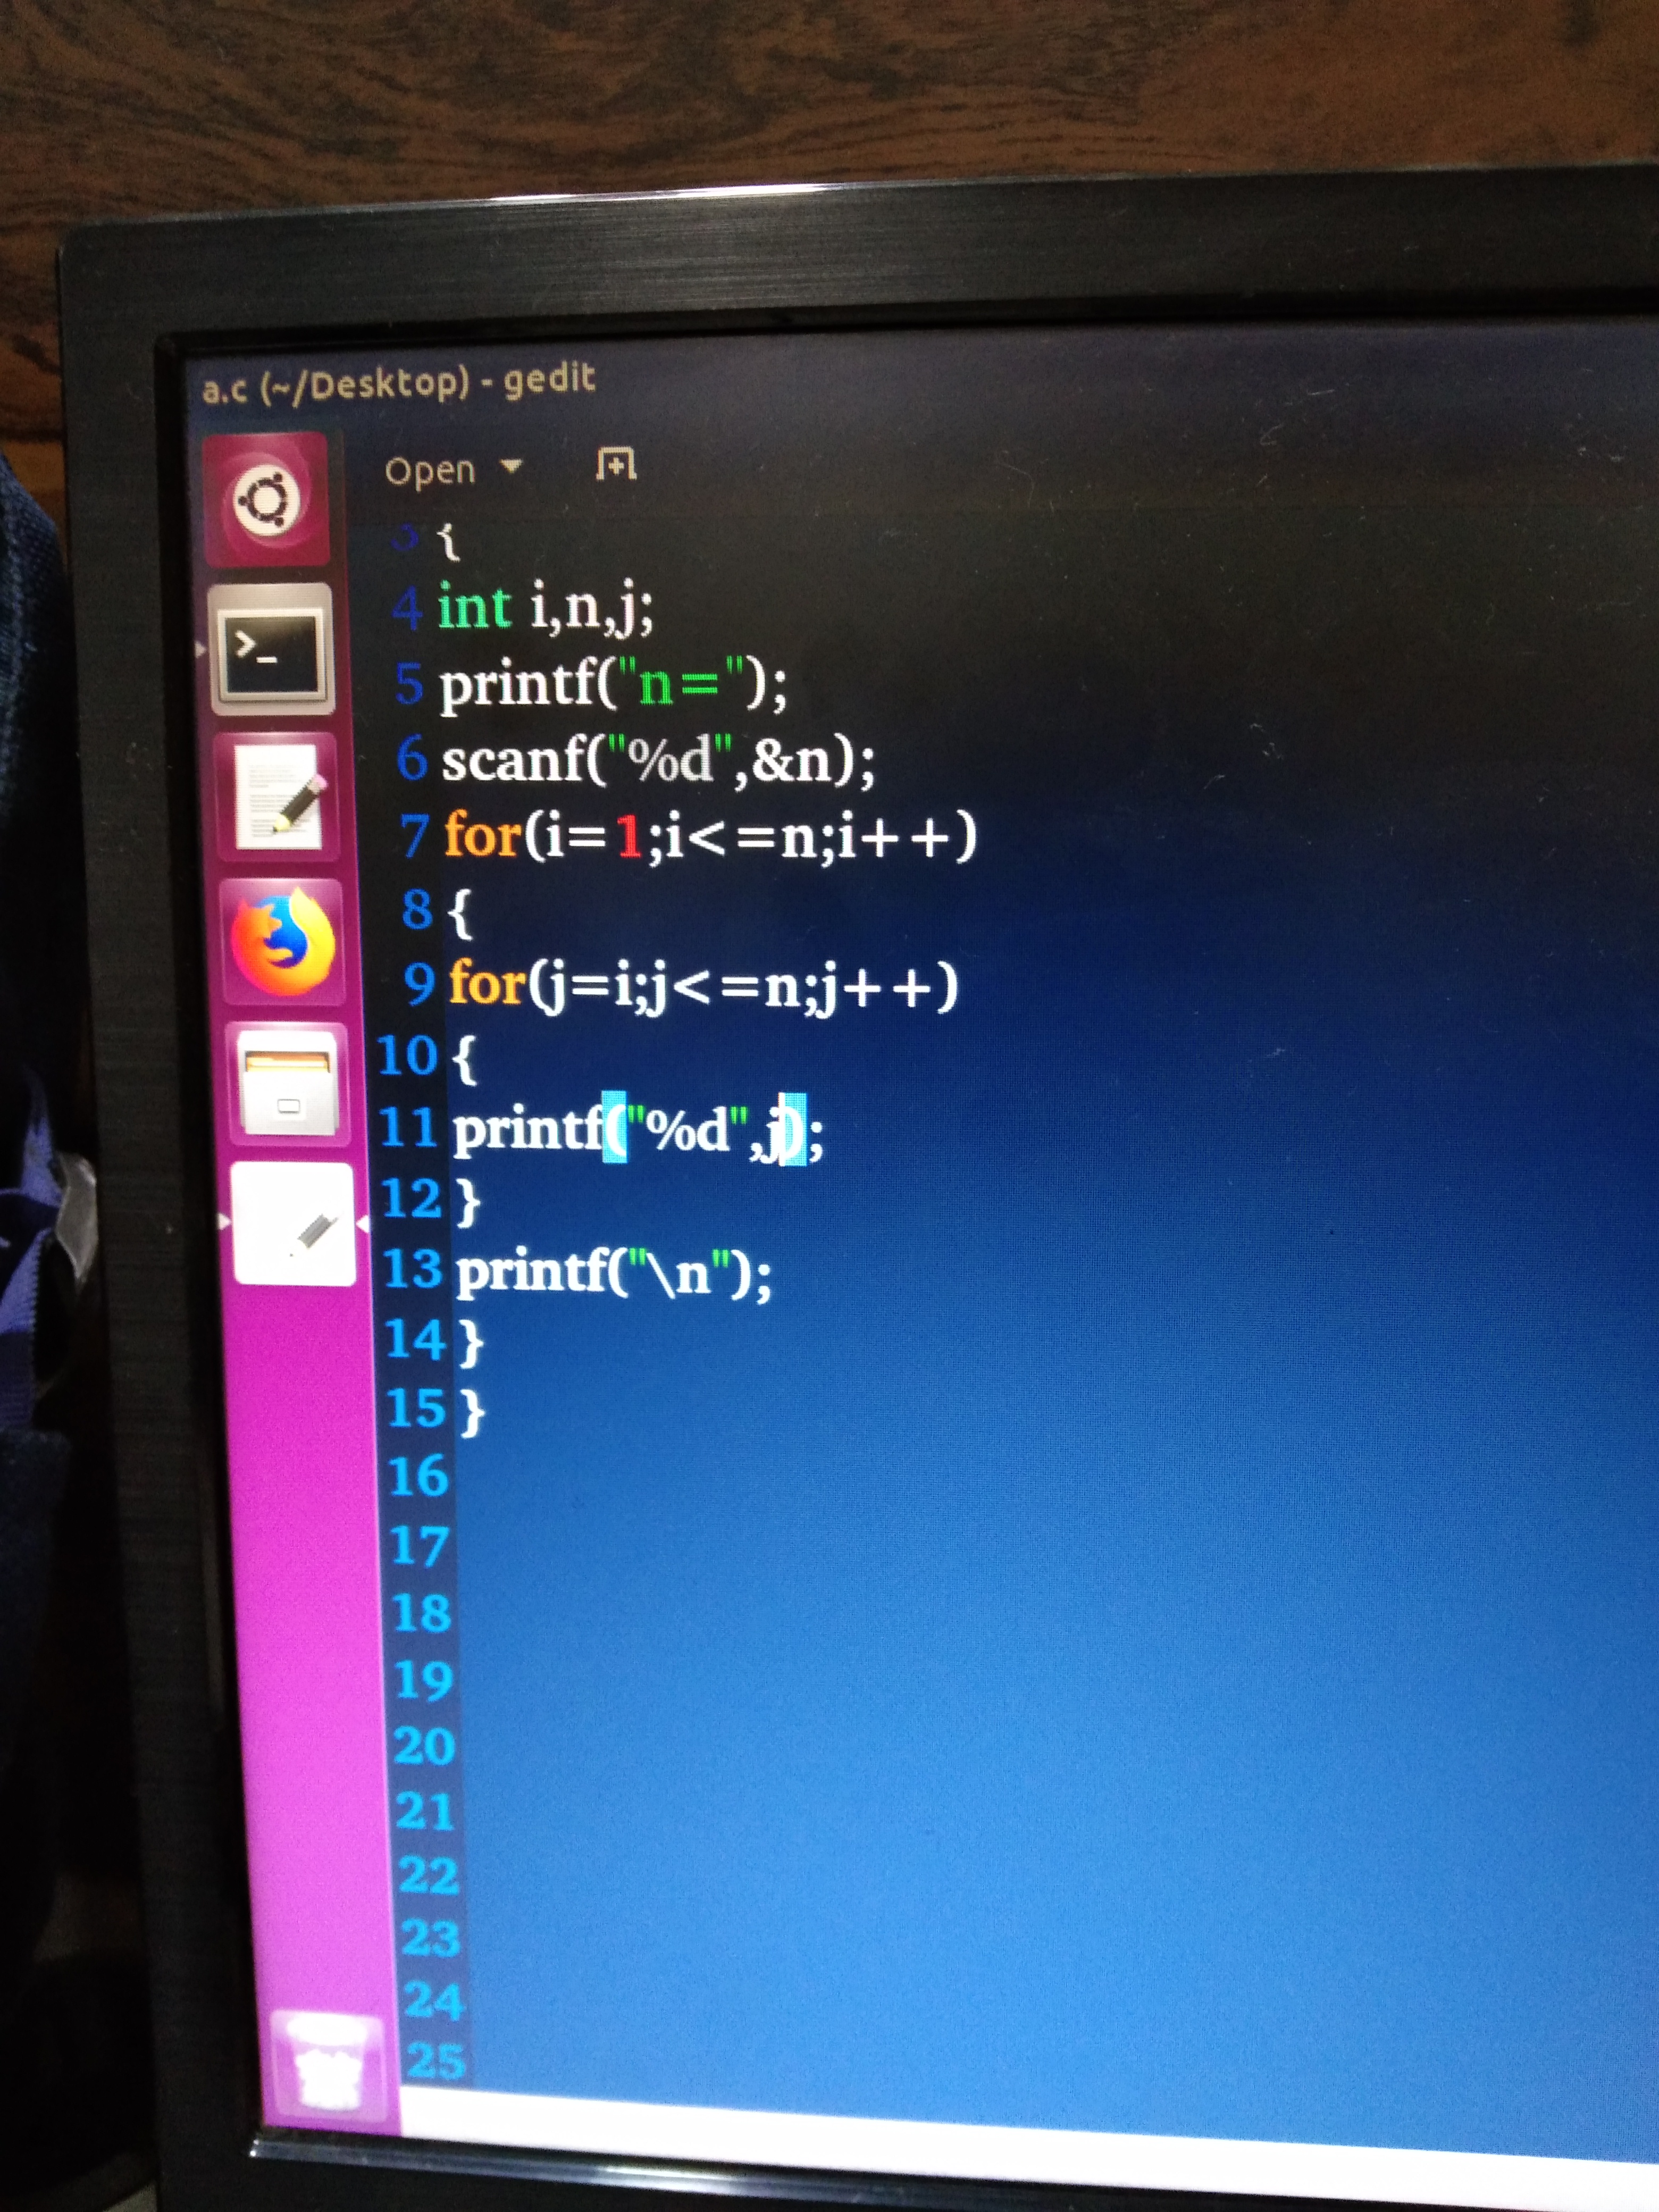 a.c (~/Desktop) - gedit
Open
{
4 int i,n,j;
5 printf("n=");
6 scanf("%d",&n);
7 for(i=1;i<=n;i++)
8 {
9 for(j=i;j<=n;j++)
10 {
11 printf("%d",j);
12 }
13 printf("\n");
14 }
15 }
16
17
18
19
20
21
22
23
24
25